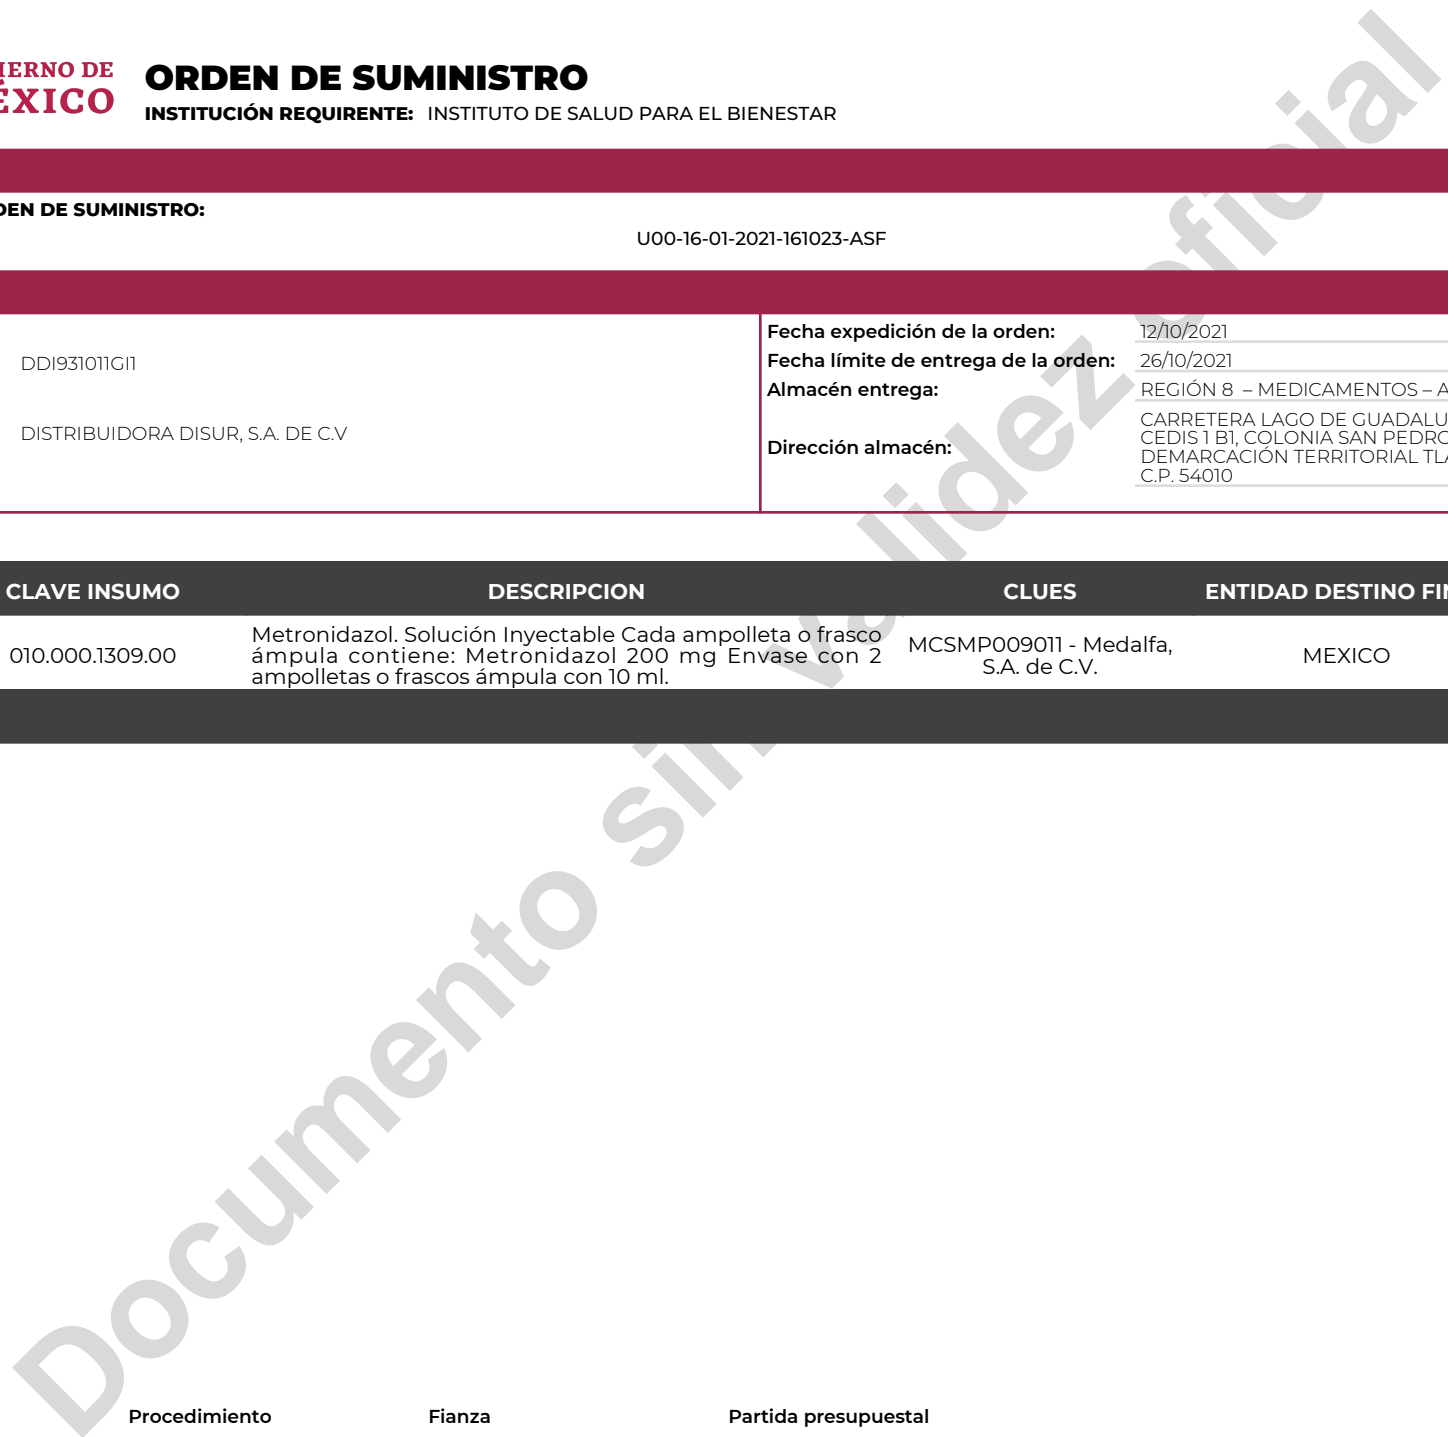 IERNO DE
ÉXICO
ORDEN DE SUMINISTRO
INSTITUCIÓN REQUIRENTE: INSTITUTO DE SALUD PARA EL BIENESTAR
DEN DE SUMINISTRO:
U00-16-01-2021-161023-ASF
DDI931011GI1
DISTRIBUIDORA DISUR, S.A. DE C.V
Fecha expedición de la orden: 12/10/2021
Fecha límite de entrega de la orden: 26/10/2021
Almacén entrega: REGIÓN 8 – MEDICAMENTOS – A
Dirección almacén:
CARRETERA LAGO DE GUADALU
CEDIS 1 B1, COLONIA SAN PEDRO
DEMARCACIÓN TERRITORIAL TLA
C.P. 54010
CLAVE INSUMO DESCRIPCION CLUES ENTIDAD DESTINO FIN
010.000.1309.00
Metronidazol. Solución Inyectable Cada ampolleta o frasco
ámpula contiene: Metronidazol 200 mg Envase con 2
ampolletas o frascos ámpula con 10 ml.
MCSMP009011 - Medalfa,
S.A. de C.V.
MEXICO
Documento sin validez oficial
Procedimiento Fianza Partida presupuestal